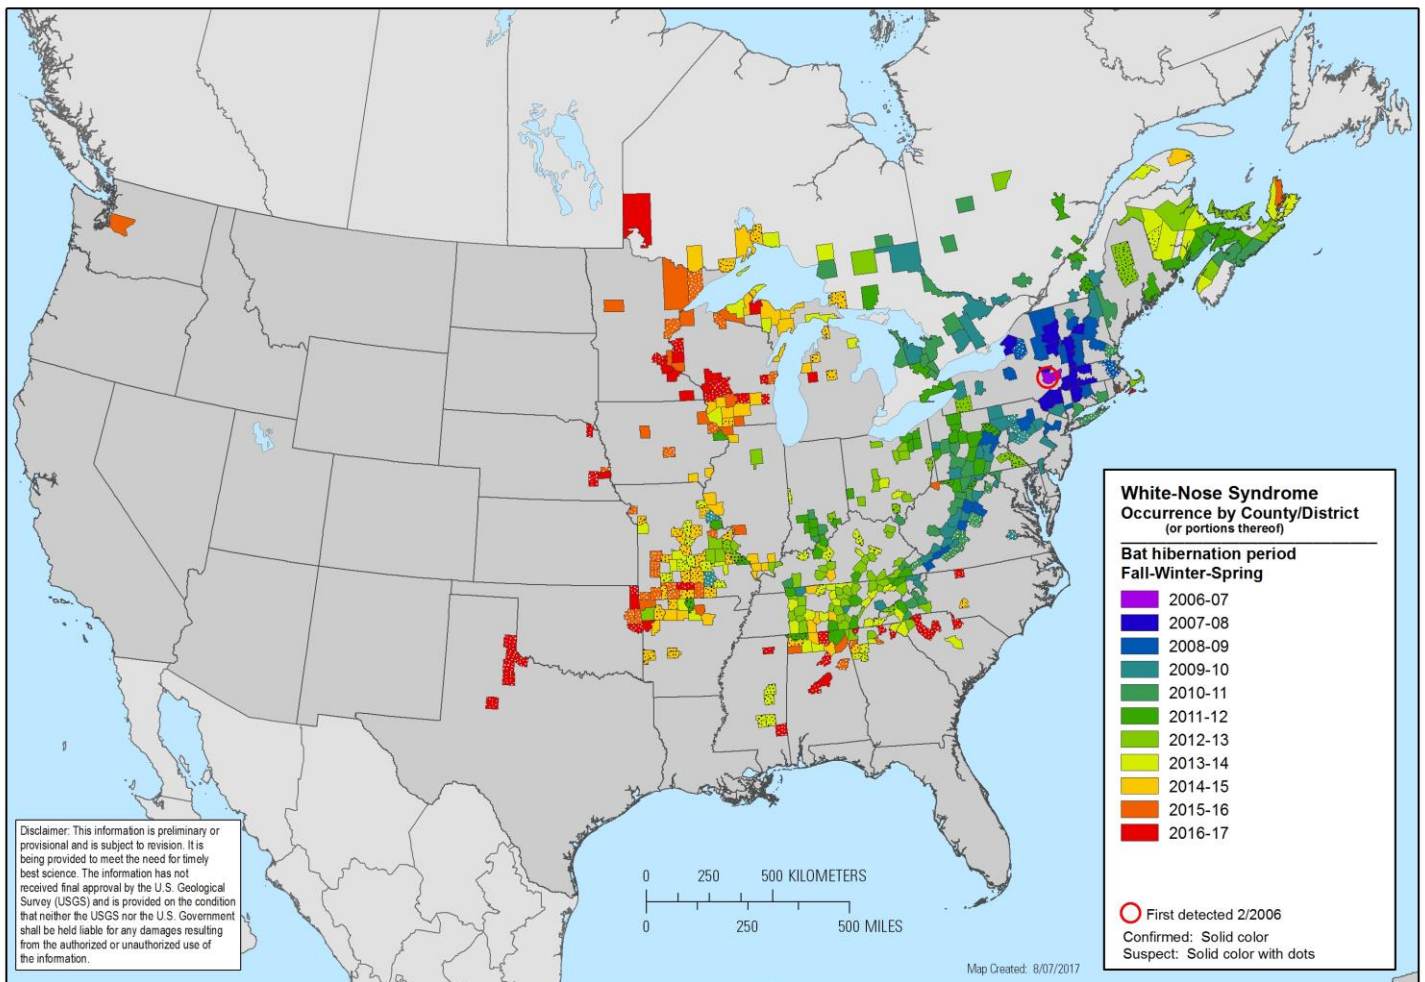 White-Nose Syndrome
Occurrence by County/District
(or portions thereof)
Bat hibernation period
Fall-Winter-Spring
2006-07
2007-08
2008-09
2009-10
2010-11
2011-12
2012-13
2013-14
2014-15
2015-16
2016-17
First detected 2/2006
Confirmed: Solid color
Suspect: Solid color with dots
Disclaimer: This information is preliminary or
provisional and is subject to revision. It is
being provided to meet the need for timely
best science. The information has not
received final approval by the U.S. Geological
Survey (USGS) and is provided on the condition
that neither the USGS nor the U.S. Government
shall be held liable for any damages resulting
from the authorized or unauthorized use of
the information.
0 250 500 KILOMETERS
0 250 500 MILES
Map Created: 8/07/2017